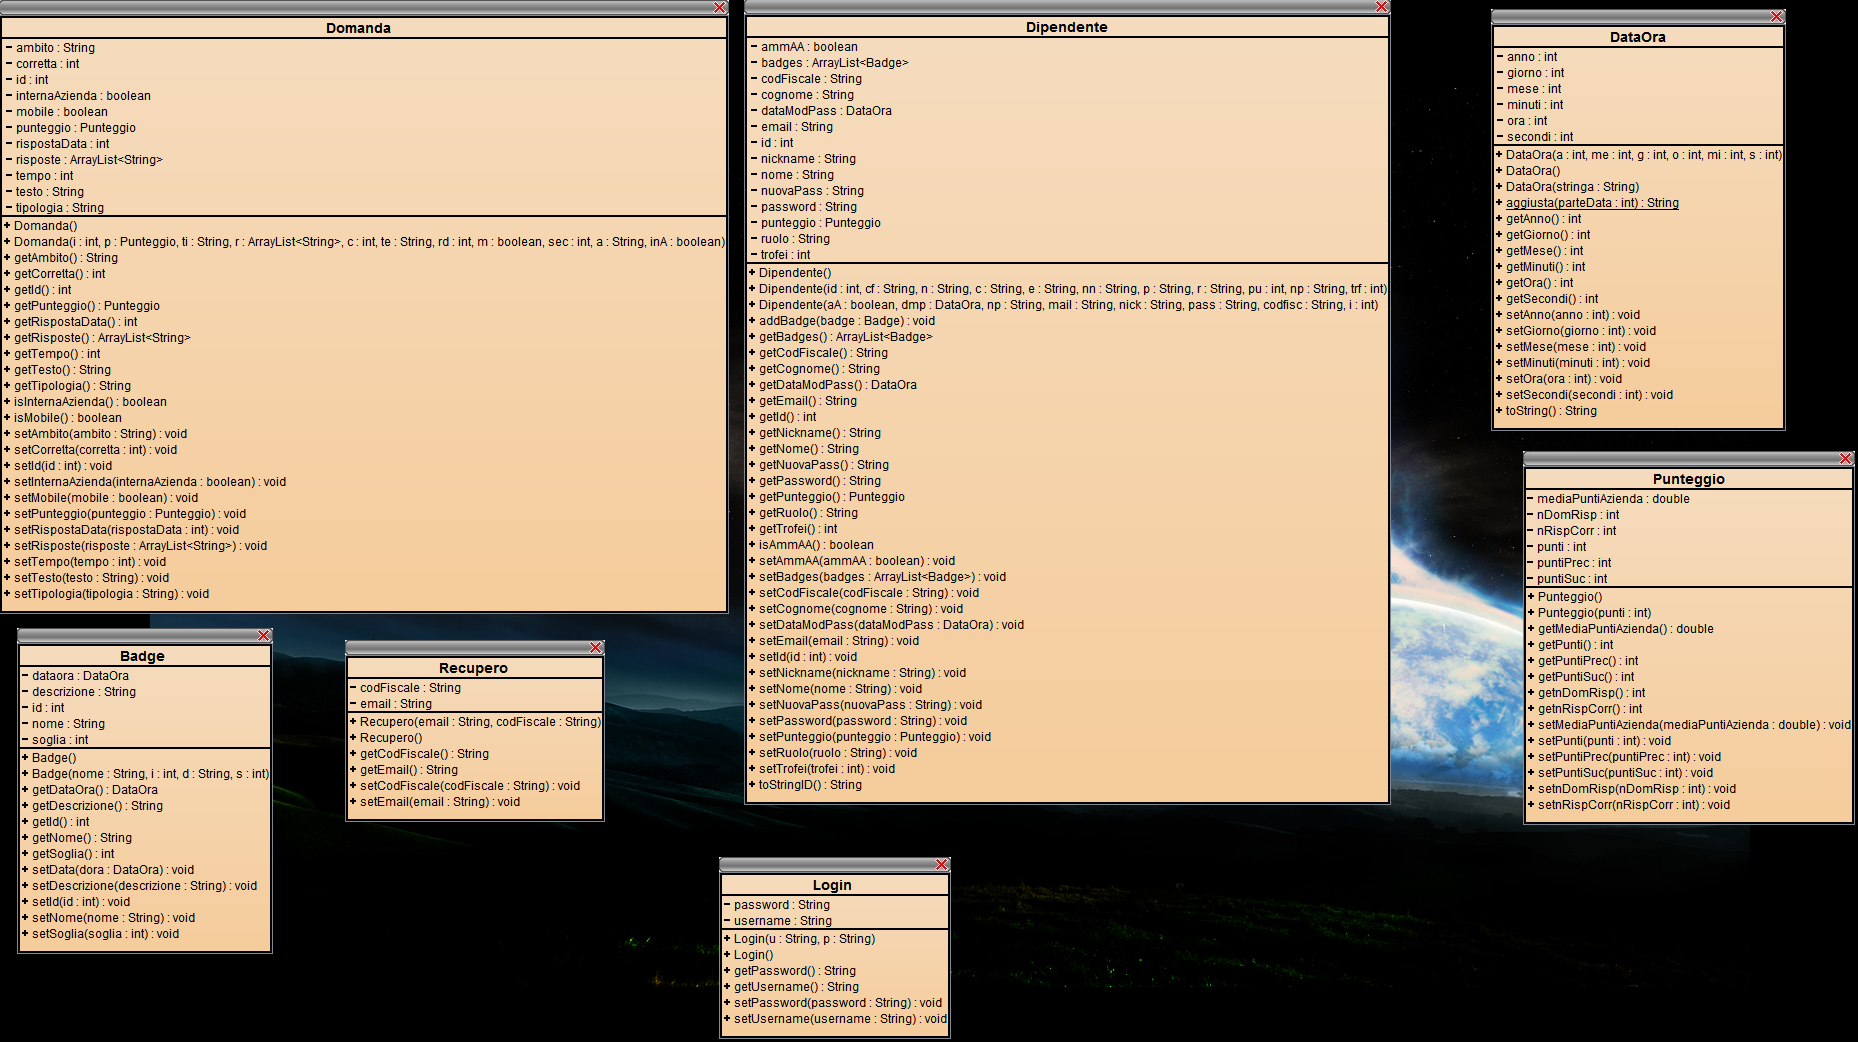 Domanda
- ambito : String
- corretta : int
- id : int
- internaAzienda : boolean
- mobile : boolean
- punteggio : Punteggio
- rispostaData : int
- risposte : ArrayList<String>
- tempo : int
- testo : String
- tipologia : String
+ Domanda()
+ Domanda(i : int, p : Punteggio, ti : String, r : ArrayList<String>, c : int, te : String, rd : int, m : boolean, sec : int, a : String, inA : boolean)
+ getAmbito() : String
+ getCorretta() : int
+ getId() : int
+ getPunteggio() : Punteggio
+ getRispostaData() : int
+ getRisposte() : ArrayList<String>
+ getTempo() : int
+ getTesto() : String
+ getTipologia() : String
+ isInternaAzienda() : boolean
+ isMobile() : boolean
+ setAmbito(ambito : String) : void
+ setCorretta(corretta : int) : void
+ setId(id : int) : void
+ setInternaAzienda(internaAzienda : boolean) : void
+ setMobile(mobile : boolean) : void
+ setPunteggio(punteggio : Punteggio) : void
+ setRispostaData(rispostaData : int) : void
+ setRisposte(risposte : ArrayList<String>) : void
+ setTempo(tempo : int) : void
+ setTesto(testo : String) : void
+ setTipologia(tipologia : String) : void
Dipendente
- ammAA : boolean
- badges : ArrayList<Badge>
- codFiscale : String
- cognome : String
- dataModPass : DataOra
- email : String
- id : int
- nickname : String
- nome : String
- nuovaPass : String
- password : String
- punteggio : Punteggio
- ruolo : String
- trofei : int
+ Dipendente()
+ Dipendente(id : int, cf : String, n : String, c : String, e : String, nn : String, p : String, r : String, pu : int, np : String, trf : int)
+ Dipendente(aA : boolean, dmp : DataOra, np : String, mail : String, nick : String, pass : String, codfisc : String, i : int)
+ addBadge(badge : Badge) : void
+ getBadges() : ArrayList<Badge>
+ getCodFiscale() : String
+ getCognome() : String
+ getDataModPass() : DataOra
+ getEmail() : String
+ getId() : int
+ getNickname() : String
+ getNome() : String
+ getNuovaPass() : String
+ getPassword() : String
+ getPunteggio() : Punteggio
+ getRuolo() : String
+ getTrofei() : int
+ isAmmAA() : boolean
+ setAmmAA(ammAA : boolean) : void
+ setBadges(badges : ArrayList<Badge>) : void
+ setCodFiscale(codFiscale : String) : void
+ setCognome(cognome : String) : void
+ setDataModPass(dataModPass : DataOra) : void
+ setEmail(email : String) : void
+ setId(id : int) : void
+ setNickname(nickname : String) : void
+ setNome(nome : String) : void
+ setNuovaPass(nuovaPass : String) : void
+ setPassword(password : String) : void
+ setPunteggio(punteggio : Punteggio) : void
+ setRuolo(ruolo : String) : void
+ setTrofei(trofei : int) : void
+ toStringID() : String
DataOra
- anno : int
- giorno : int
- mese : int
- minuti : int
- ora : int
- secondi : int
+ DataOra(a : int, me : int, g : int, o : int, mi : int, s : int)
+ DataOra()
+ DataOra(stringa : String)
+ aggiusta(parteData : int) : String
+ getAnno() : int
+ getGiorno() : int
+ getMese() : int
+ getMinuti() : int
+ getOra() : int
+ getSecondi() : int
+ setAnno(anno : int) : void
+ setGiorno(giorno : int) : void
+ setMese(mese : int) : void
+ setMinuti(minuti : int) : void
+ setOra(ora : int) : void
+ setSecondi(secondi : int) : void
+ toString() : String
Punteggio
- mediaPuntiAzienda : double
- nDomRisp : int
- nRispCorr : int
- punti : int
- puntiPrec : int
- puntiSuc : int
+ Punteggio()
+ Punteggio(punti : int)
+ getMediaPuntiAzienda() : double
+ getPunti() : int
+ getPuntiPrec() : int
+ getPuntiSuc() : int
+ getnDomRisp() : int
+ getnRispCorr() : int
+ setMediaPuntiAzienda(mediaPuntiAzienda : double) : void
+ setPunti(punti : int) : void
+ setPuntiPrec(puntiPrec : int) : void
+ setPuntiSuc(puntiSuc : int) : void
+ setnDomRisp(nDomRisp : int) : void
+ setnRispCorr(nRispCorr : int) : void
Badge
- dataora : DataOra
- descrizione : String
- id : int
- nome : String
- soglia : int
+ Badge()
+ Badge(nome : String, i : int, d : String, s : int)
+ getDataOra() : DataOra
+ getDescrizione() : String
+ getId() : int
+ getNome() : String
+ getSoglia() : int
+ setData(dora : DataOra) : void
+ setDescrizione(descrizione : String) : void
+ setId(id : int) : void
+ setNome(nome : String) : void
+ setSoglia(soglia : int) : void
Recupero
- codFiscale : String
- email : String
+ Recupero(email : String, codFiscale : String)
+ Recupero()
+ getCodFiscale() : String
+ getEmail() : String
+ setCodFiscale(codFiscale : String) : void
+ setEmail(email : String) : void
Login
- password : String
- username : String
+ Login(u : String, p : String)
+ Login()
+ getPassword() : String
+ getUsername() : String
+ setPassword(password : String) : void
+ setUsername(username : String) : void